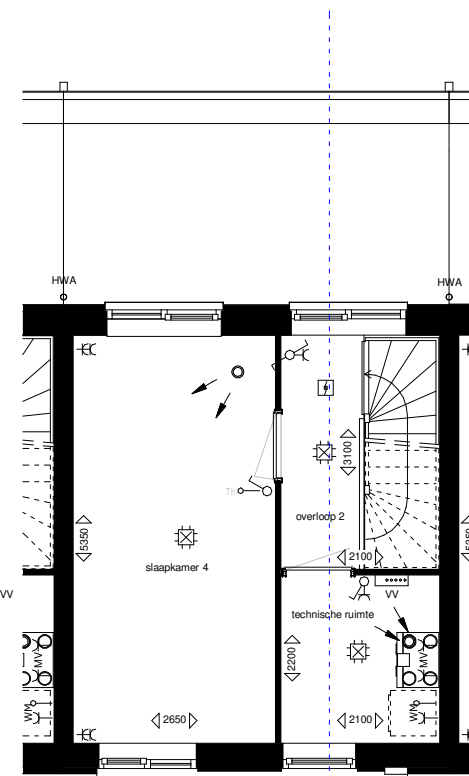 HWA
HWA
3100
Th
overloop 2
5350
5350
2100
slaapkamer 4
VV
VV
technische ruimte
MV
2200
MV
WM
2650
2100
WM